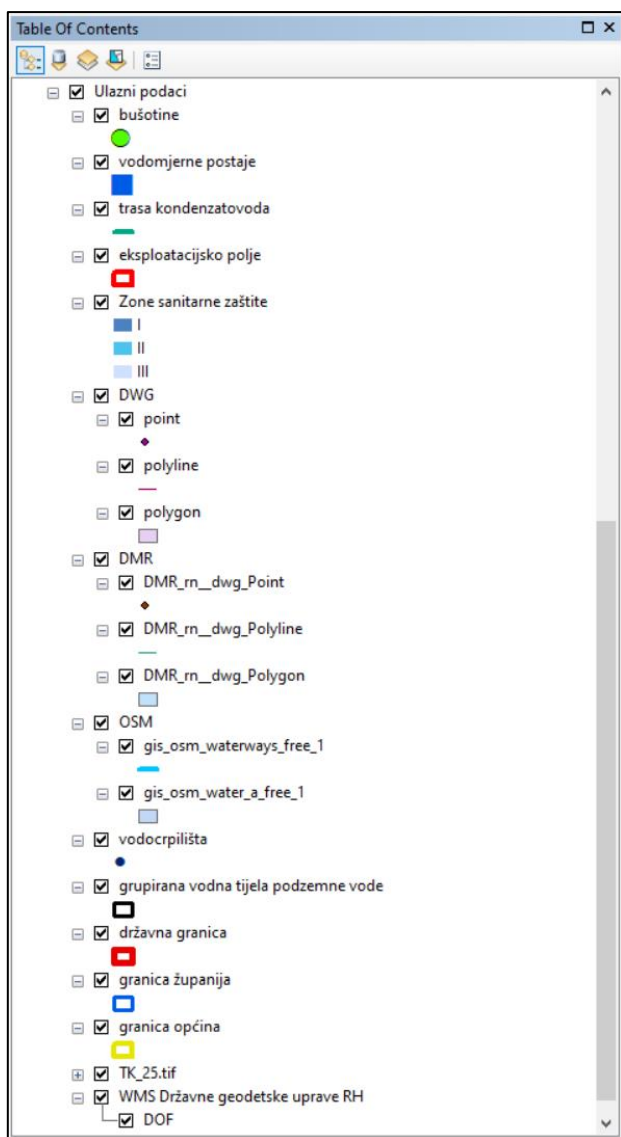 Table Of Contents
Ulazni podaci
bušotine
vodomjerne postaje
trasa kondenzatovoda
eksploatacijsko polje
Zone sanitarne zaštite
I
II
III
DWG
point
polyline
polygon
DMR
DMR_rn__dwg_Point
DMR_rn__dwg_Polyline
DMR_rn__dwg_Polygon
OSM
gis_osm_waterways_free_1
gis_osm_water_a_free_1
vodocrpilišta
grupirana vodna tijela podzemne vode
državna granica
granica županija
granica općina
TK_25.tif
WMS Državne geodetske uprave RH
DOF